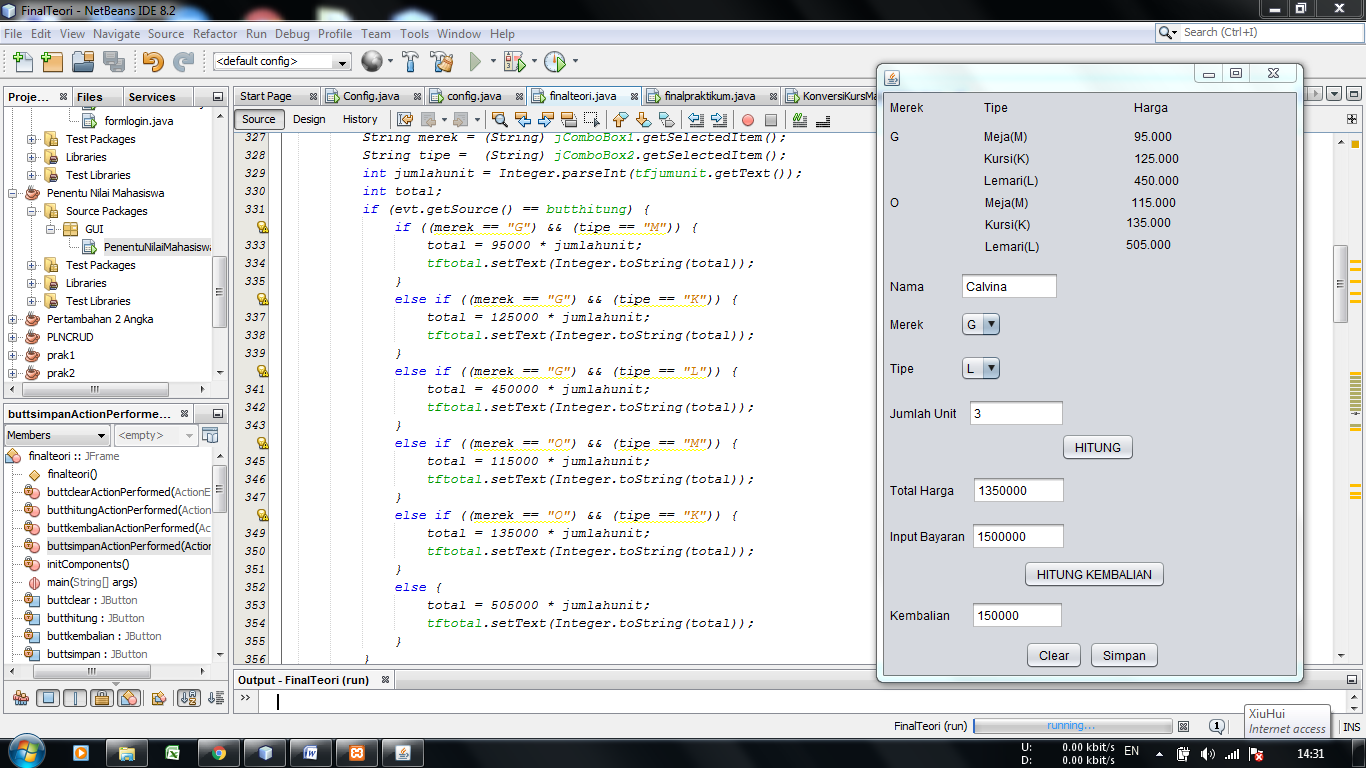 FinalTeori - NetBeans IDE 8.2
File Edit View Navigate Source Refactor Run Debug Profile Team Tools Window Help
Search (Ctrl+I)
<default config>
Proje... Files Services
Start Page Config.java config.java finalteori.java finalpraktikum.java KonversiKursMa
Source Design History
formlogin.java
Test Packages
Libraries
Test Libraries
Penentu Nilai Mahasiswa
Source Packages
GUI
PenentuNilaiMahasiswa
Test Packages
Libraries
Test Libraries
Pertambahan 2 Angka
PLNCRUD
prak1
prak2
buttsimpanActionPerforme...
Members <empty>
finalteori :: JFrame
finalteori()
buttclearActionPerformed(ActionE
butthitungActionPerformed(Action
buttkembalianActionPerformed(Ac
buttsimpanActionPerformed(Action
initComponents()
main(String[] args)
buttclear : JButton
butthitung : JButton
buttkembalian : JButton
buttsimpan : JButton
327 String merek = (String) jComboBox1.getSelectedItem();
328 String tipe = (String) jComboBox2.getSelectedItem();
329 int jumlahunit = Integer.parseInt(tfjumunit.getText());
330 int total;
331 if (evt.getSource() == butthitung) {
if ((merek == "G") && (tipe == "M")) {
333 total = 95000 * jumlahunit;
334 tftotal.setText(Integer.toString(total));
335 }
else if ((merek == "G") && (tipe == "K")) {
337 total = 125000 * jumlahunit;
338 tftotal.setText(Integer.toString(total));
339 }
else if ((merek == "G") && (tipe == "L")) {
341 total = 450000 * jumlahunit;
342 tftotal.setText(Integer.toString(total));
343 }
else if ((merek == "O") && (tipe == "M")) {
345 total = 115000 * jumlahunit;
346 tftotal.setText(Integer.toString(total));
347 }
else if ((merek == "O") && (tipe == "K")) {
349 total = 135000 * jumlahunit;
350 tftotal.setText(Integer.toString(total));
351 }
352 else {
353 total = 505000 * jumlahunit;
354 tftotal.setText(Integer.toString(total));
355 }
356 }
Output - FinalTeori (run)
>>
Merek Tipe Harga
G Meja(M) 95.000
Kursi(K) 125.000
Lemari(L) 450.000
O Meja(M) 115.000
Kursi(K) 135.000
Lemari(L) 505.000
Nama Calvina
Merek G
Tipe L
Jumlah Unit 3
HITUNG
Total Harga 1350000
Input Bayaran 1500000
HITUNG KEMBALIAN
Kembalian 150000
Clear Simpan
FinalTeori (run) running... 1 INS
XiuHui
Internet access
U: 0.00 kbit/s
D: 0.00 kbit/s
EN
14:31